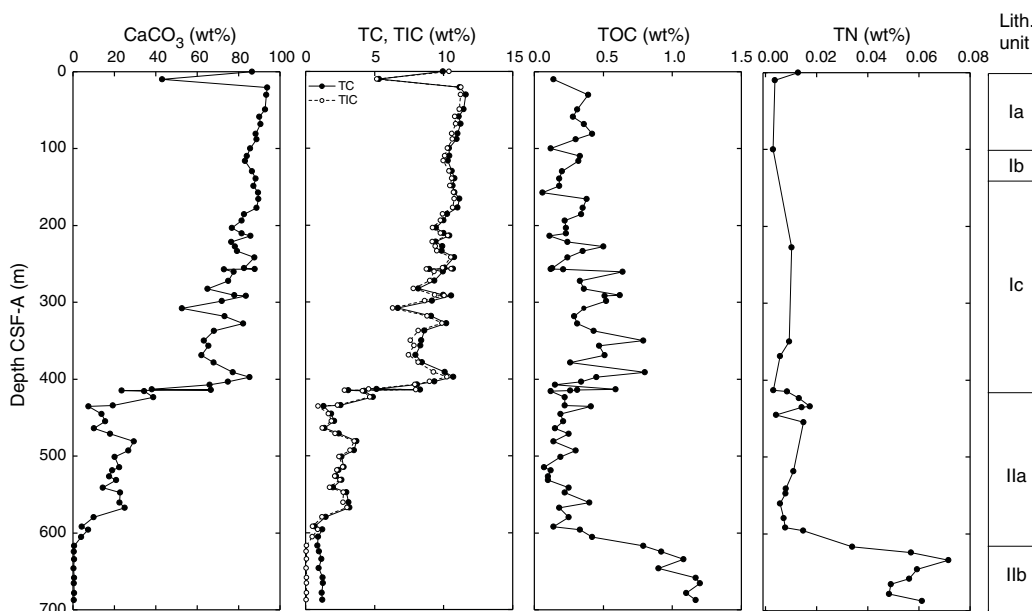 CaCO3 (wt%)
TC, TIC (wt%)
TOC (wt%)
TN (wt%)
Lith.
unit
0 20 40 60 80 100
0 5 10 15
0.0 0.5 1.0 1.5
0.00 0.02 0.04 0.06 0.08
TC
TIC
0
100
200
300
400
500
600
700
Depth CSF-A (m)
Ia
Ib
Ic
IIa
IIb